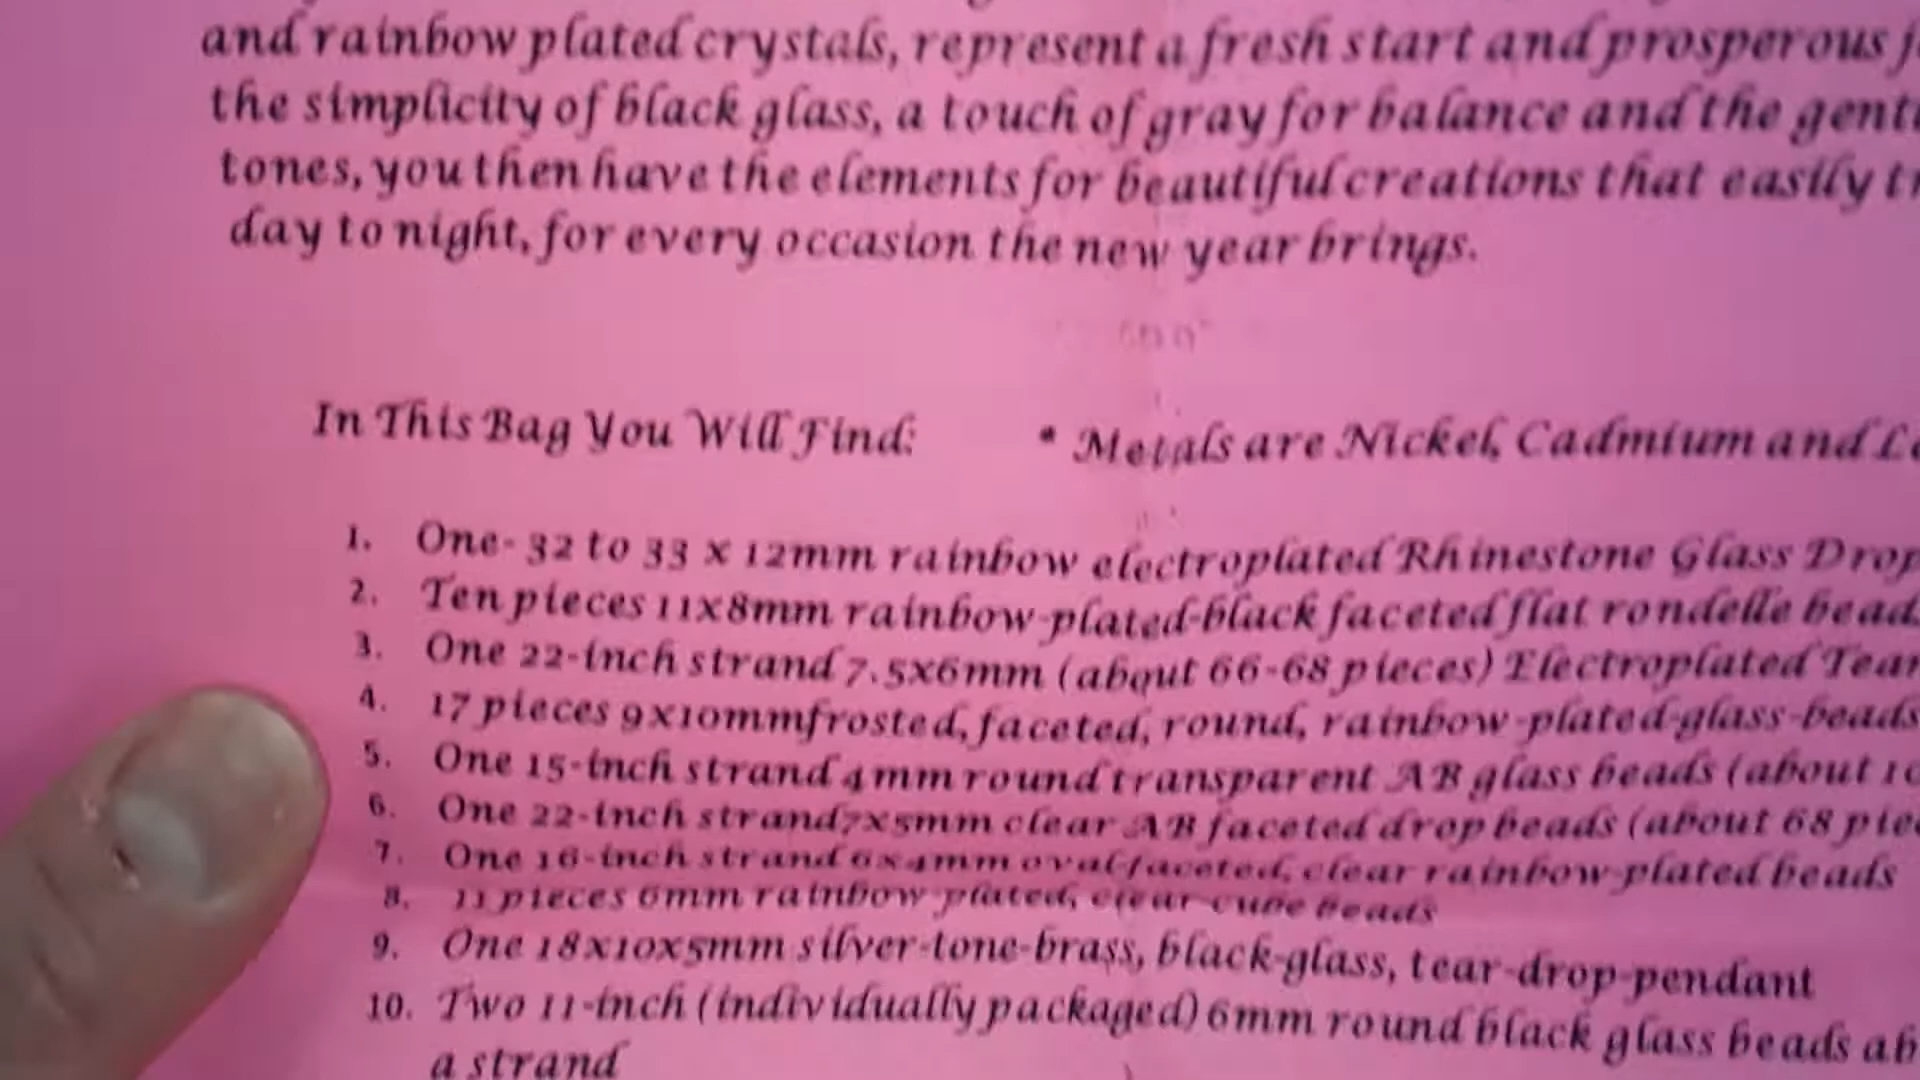 and rainbow plated crystals, represent a fresh start and prosperous
the simplicity of black glass, a touch of gray for balance and the
tones, you then have the elements for beautiful creations that easily
day to night, for every occasion the new year brings.
In This Bag You Will Find: * Metals are Nickel, Cadmium and
1. One- 32 to 33 x 12mm rainbow electroplated Rhinestone Glass Drop
2. Ten pieces 11x8mm rainbow-plated-black faceted flat rondelle bead
3. One 22-inch strand 7.5x6mm (about 66-68 pieces) Electroplated Tear
4. 17 pieces 9x10mmfrosted, faceted, round, rainbow-plated-glass-beads
5. One 15-inch strand 4mm round transparent AB glass beads (about
6. One 22-inch strand7x5mm clear AB faceted drop beads (about 68
7. One 16-inch strand 6x4mm oval-faceted, clear rainbow-plated beads
8. 11 pieces 6mm rainbow-plated, clear cube beads
9. One 18x10x5mm silver-tone-brass, black-glass, tear-drop-pendant
10. Two 11-inch (individually packaged) 6mm round black glass beads
a strand